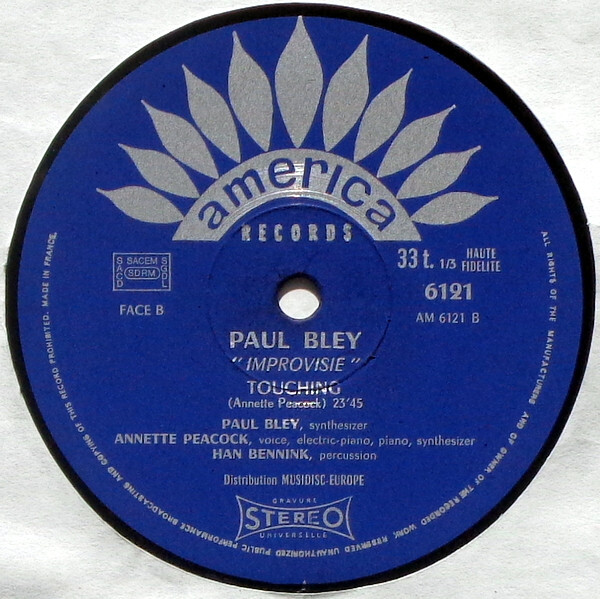 america
RECORDS
33 t. 1/3 HAUTE FIDELITE
SACD SACEM SDRM SGDL
6121
FACE B
AM 6121 B
PAUL BLEY
" IMPROVISIE "
TOUCHING
(Annette Peacock) 23'45
PAUL BLEY, synthesizer
ANNETTE PEACOCK, voice, electric-piano, piano, synthesizer
HAN BENNINK, percussion
Distribution MUSIDISC-EUROPE
GRAVURE
STEREO
UNIVERSELLE
ALL RIGHTS OF THE MANUFACTURERS AND OF OWNER OF THE RECORDED WORK RESERVED UNAUTHORIZED PUBLIC PERFORMANCE BROADCASTING AND COPYING OF THIS RECORD PROHIBITED. MADE IN FRANCE.